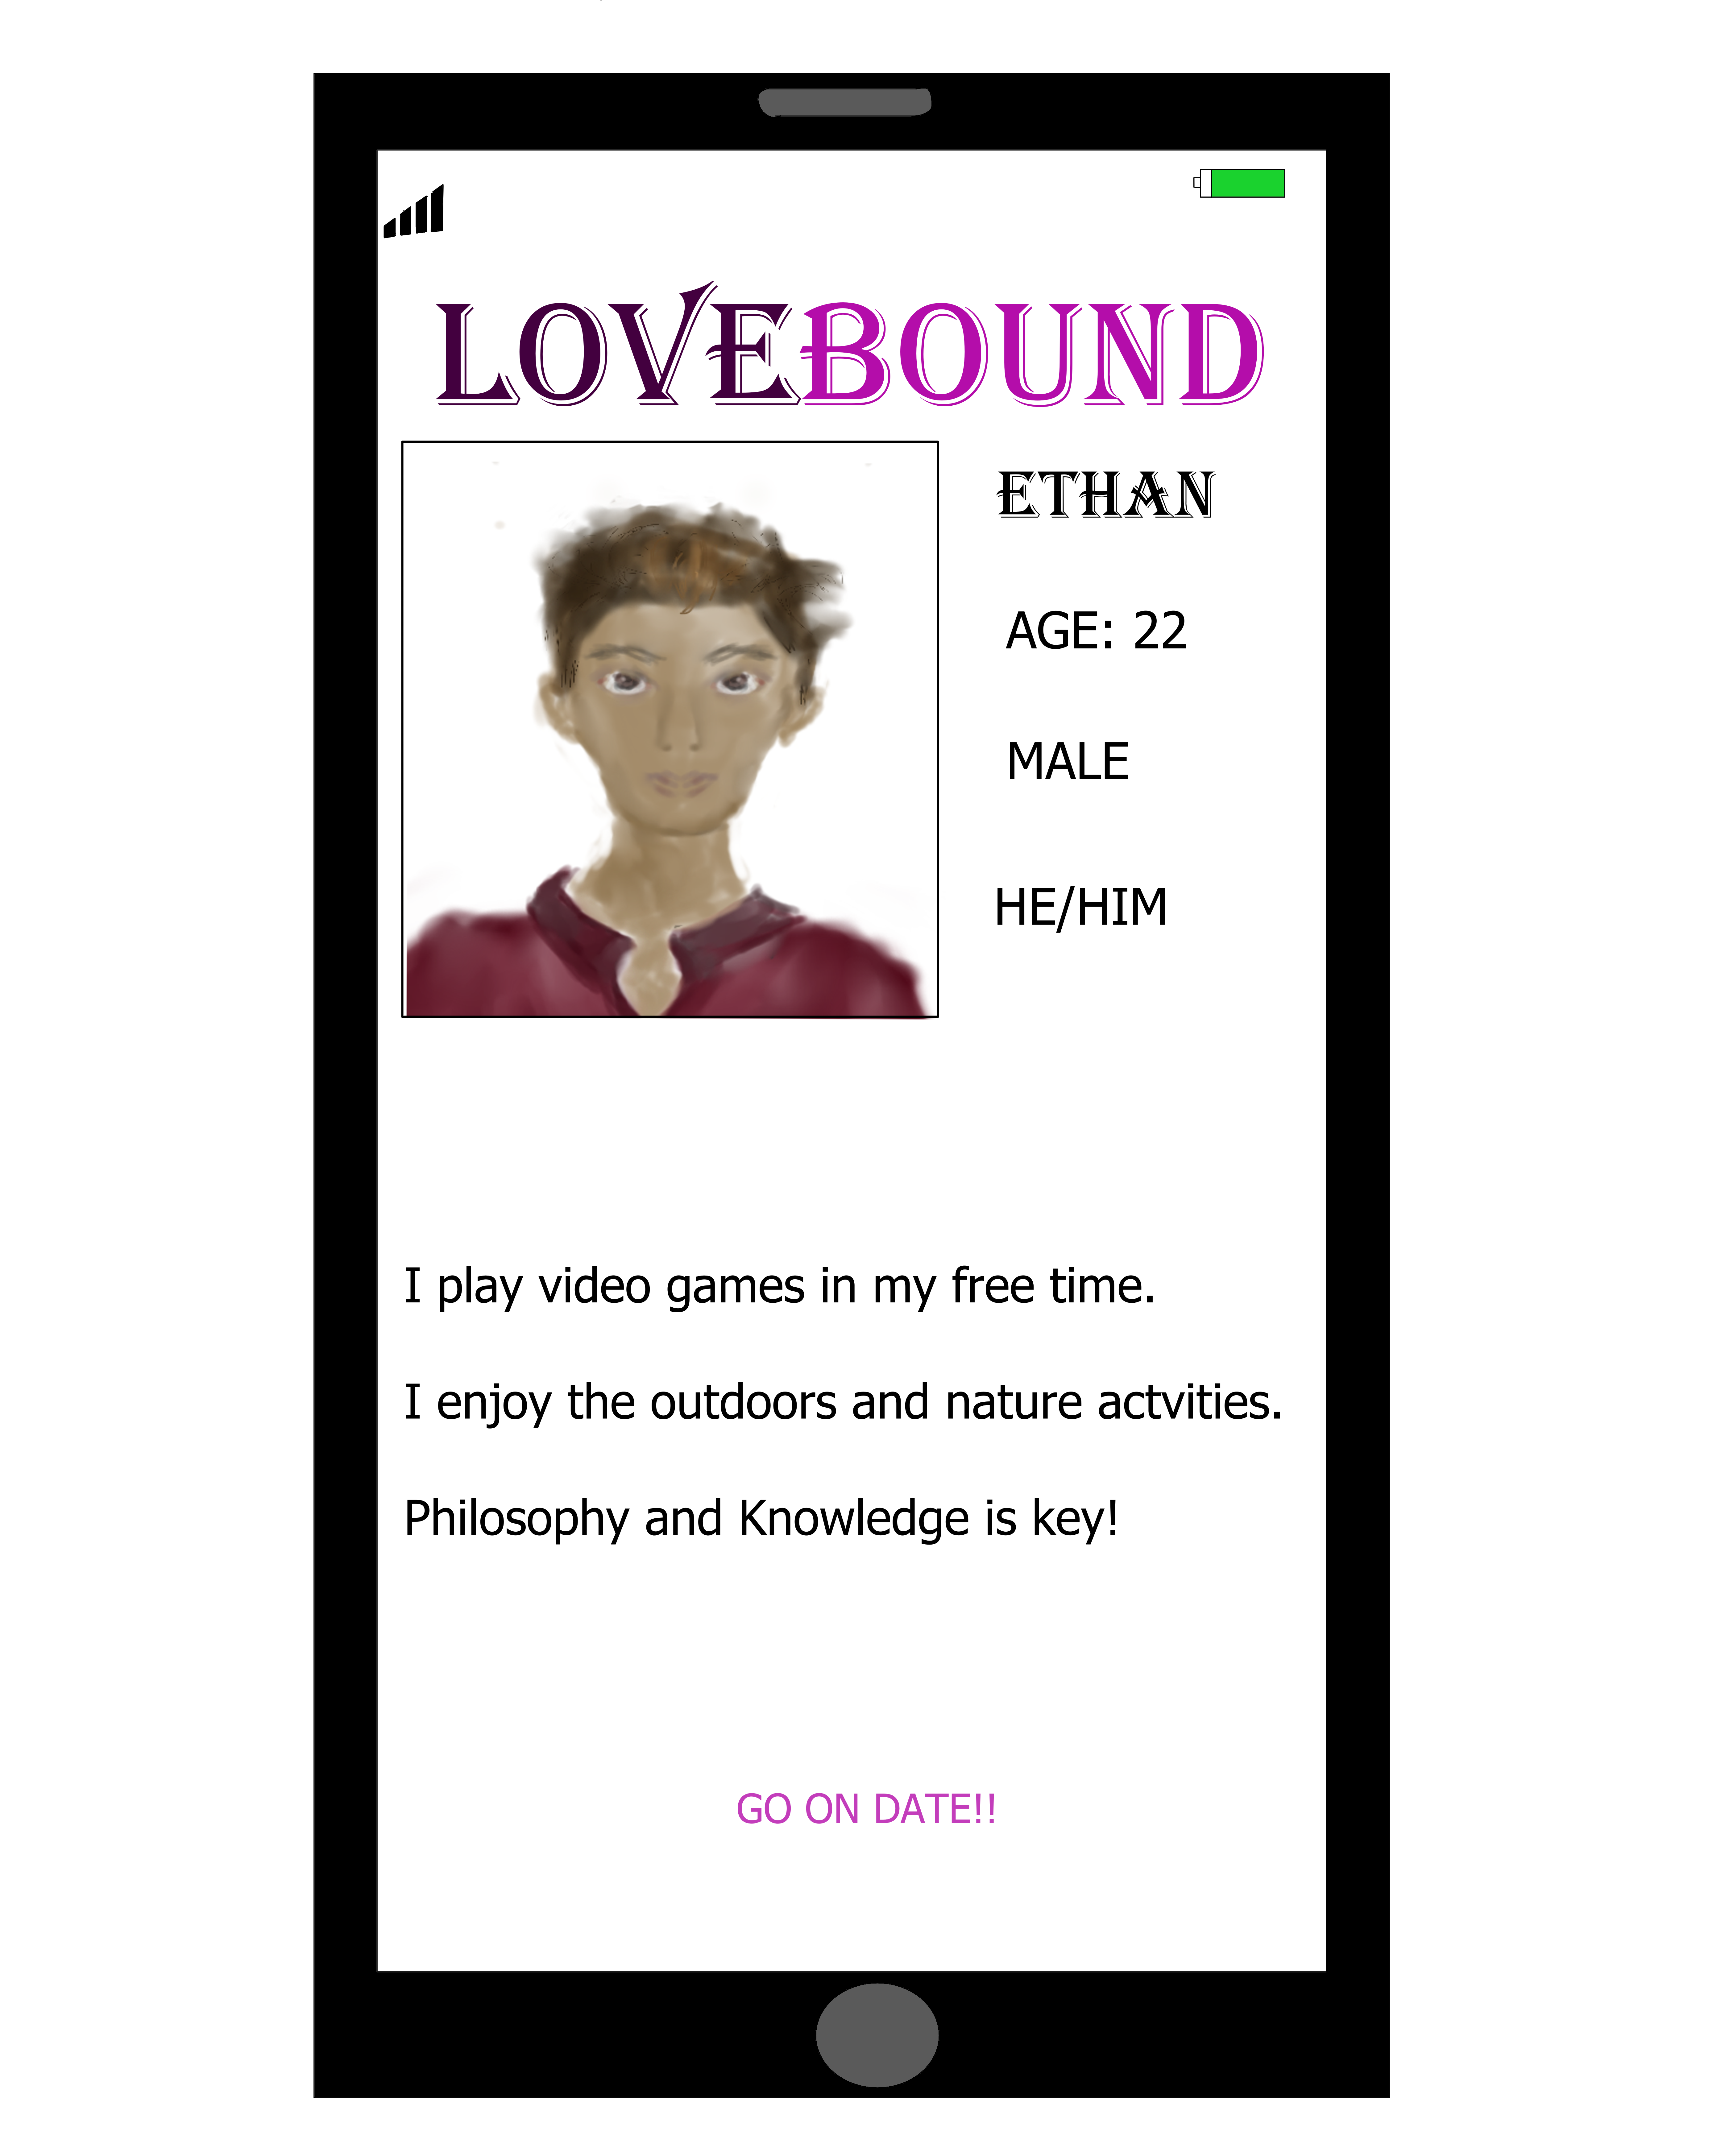 LOVEBOUND
ETHAN
AGE: 22
MALE
HE/HIM
I play video games in my free time.
I enjoy the outdoors and nature actvities.
Philosophy and Knowledge is key!
GO ON DATE!!